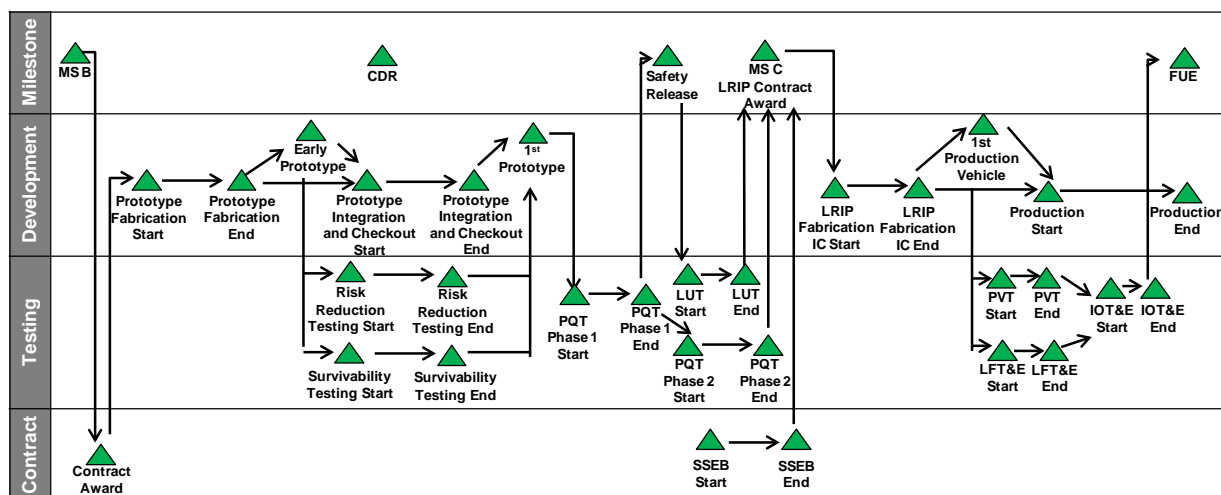 Milestone
MS B
CDR
Safety
Release
MS C
LRIP Contract
Award
FUE
Development
Prototype
Fabrication
Start
Prototype
Fabrication
End
Early
Prototype
Prototype
Integration
and Checkout
Start
Prototype
Integration
and Checkout
End
1st
Prototype
LRIP
Fabrication
IC Start
LRIP
Fabrication
IC End
1st
Production
Vehicle
Production
Start
Production
End
Testing
Risk
Reduction
Testing Start
Risk
Reduction
Testing End
Survivability
Testing Start
Survivability
Testing End
PQT
Phase 1
Start
PQT
Phase 1
End
LUT
Start
LUT
End
PQT
Phase 2
Start
PQT
Phase 2
End
PVT
Start
PVT
End
LFT&E
Start
LFT&E
End
IOT&E
Start
IOT&E
End
Contract
Contract
Award
SSEB
Start
SSEB
End